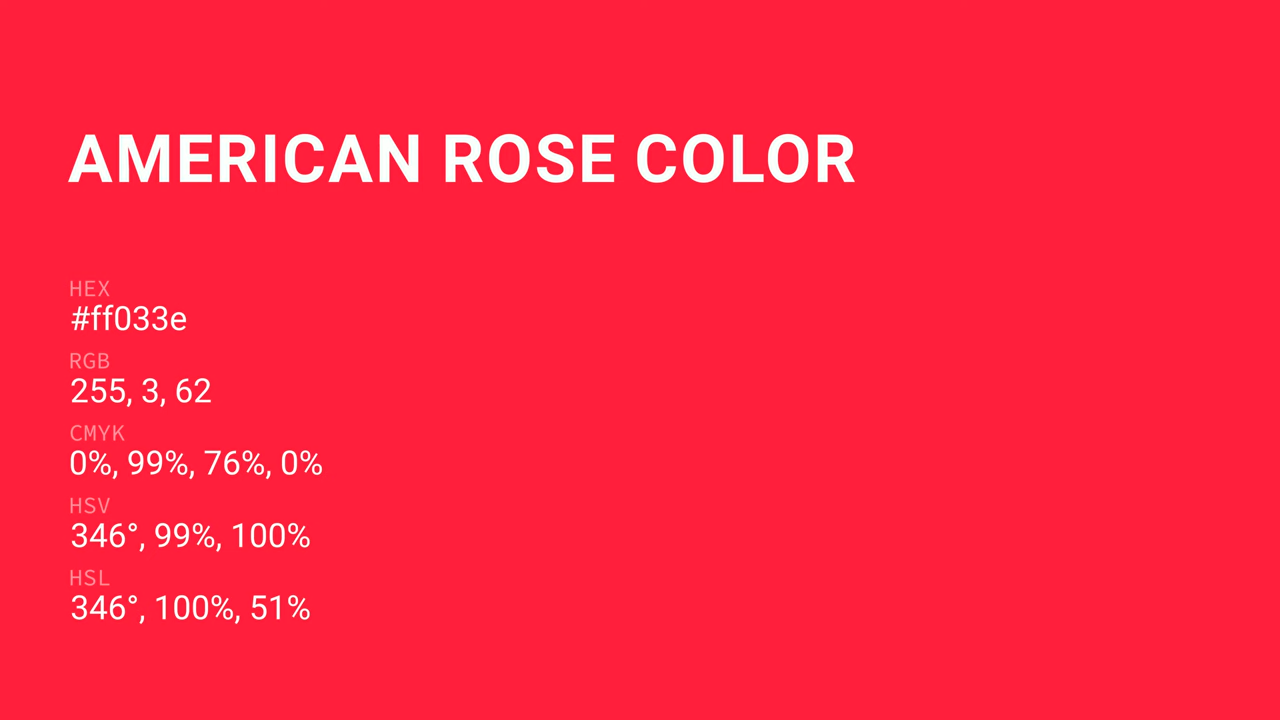 AMERICAN ROSE COLOR
HEX
#ff033e
RGB
255, 3, 62
CMYK
0%, 99%, 76%, 0%
HSV
346°, 99%, 100%
HSL
346°, 100%, 51%